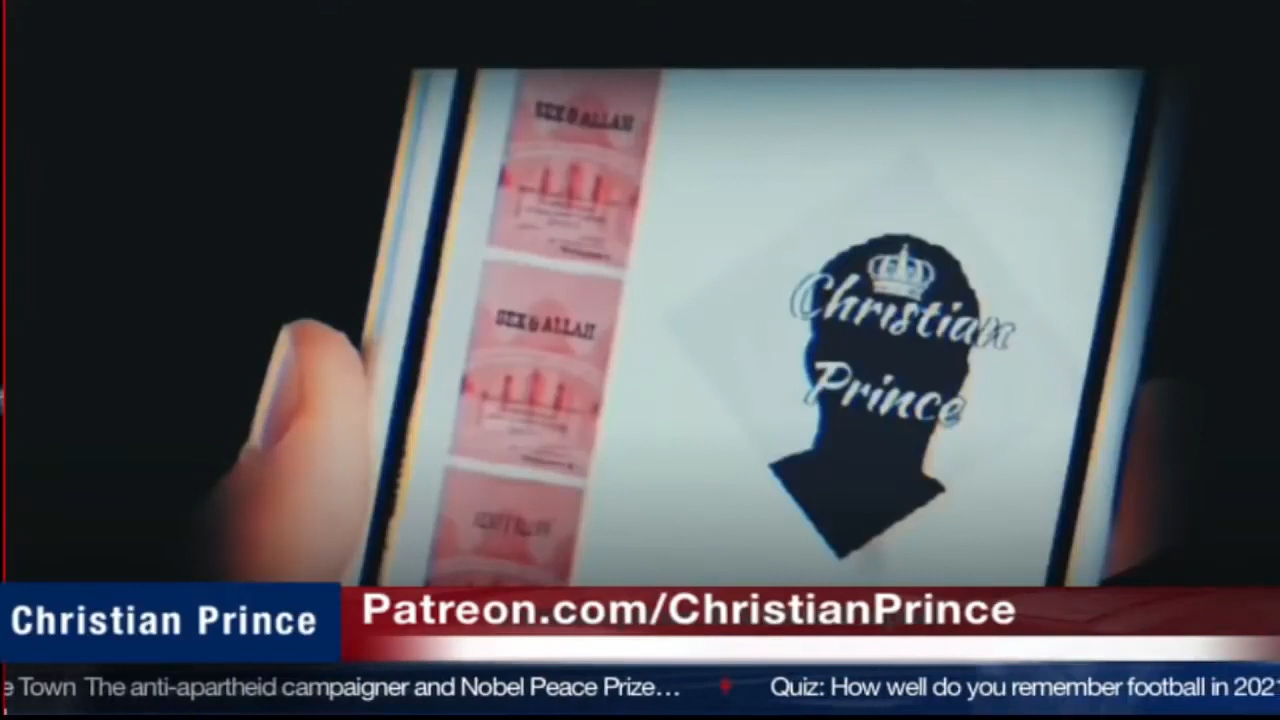 SEX & ALLAH
SEX & ALLAH
Christian
Prince
Christian Prince
Patreon.com/ChristianPrince
e Town The anti-apartheid campaigner and Nobel Peace Prize…
Quiz: How well do you remember football in 2021